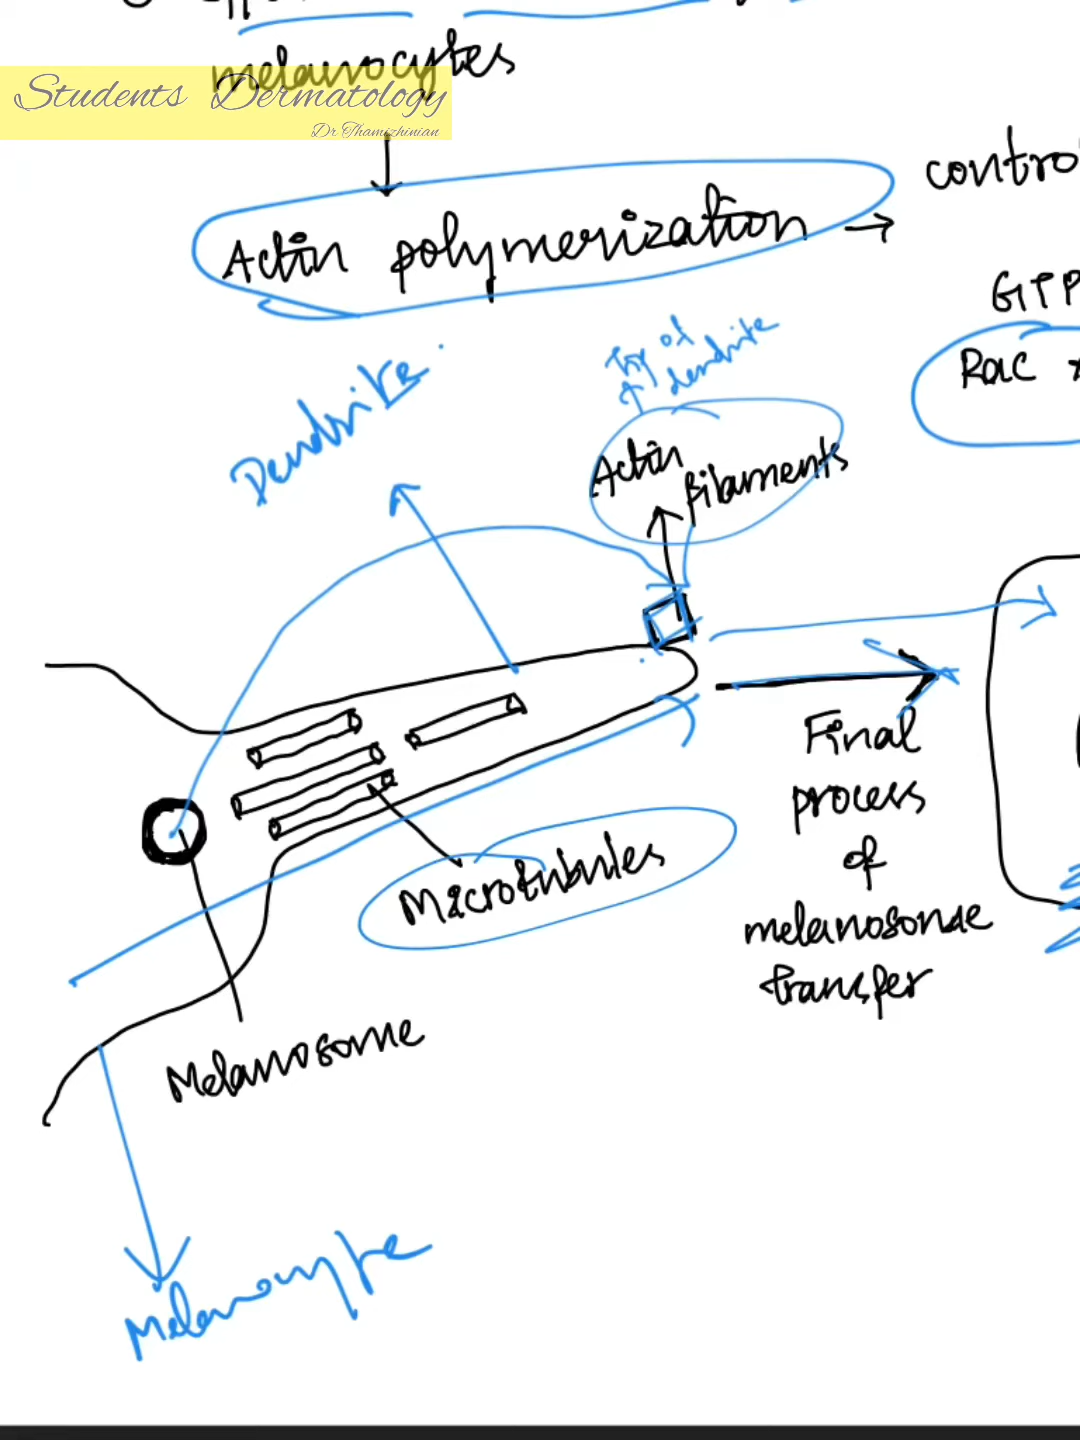 melanocytes
Students Dermatology
Dr Thamizhinian
Actin polymerization →
contro
GTP
Rac
Dendrite
Tip of
dendrite
Actin
filaments
Final
process
of
melanosome
transfer
Microtubules
Melanosome
Melanocyte